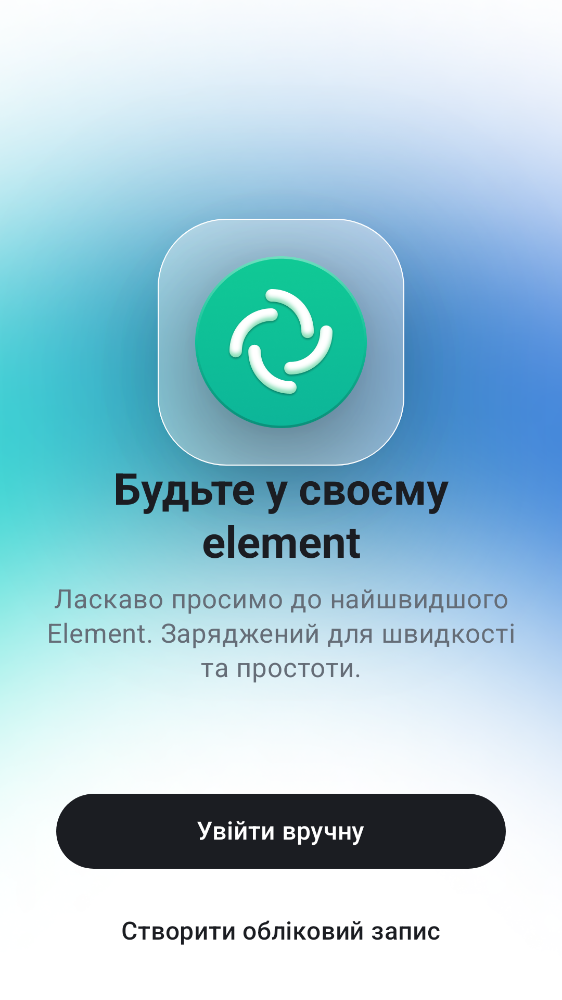 Будьте у своєму
element
Ласкаво просимо до найшвидшого
Element. Заряджений для швидкості
та простоти.
Увійти вручну
Створити обліковий запис